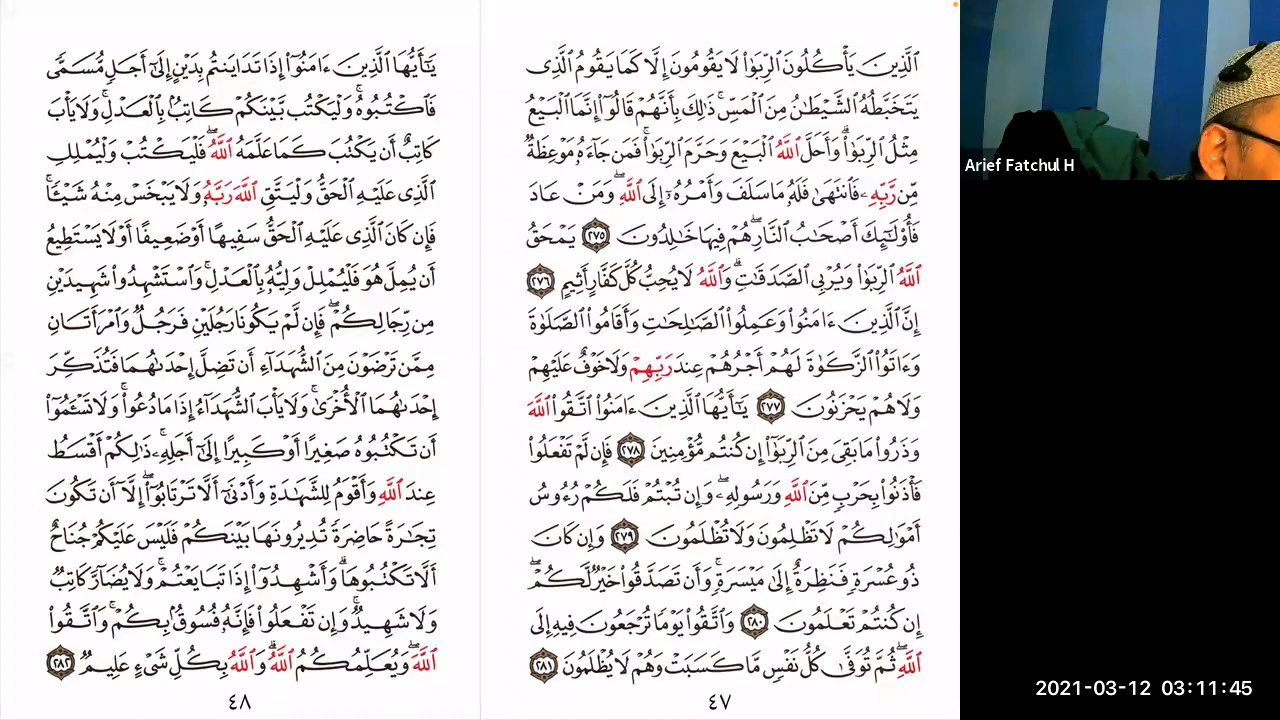 ٱلَّذِينَ يَأْكُلُونَ ٱلرِّبَوٰا۟ لَا يَقُومُونَ إِلَّا كَمَا يَقُومُ ٱلَّذِى
يَتَخَبَّطُهُ ٱلشَّيْطَٰنُ مِنَ ٱلْمَسِّ ۚ ذَٰلِكَ بِأَنَّهُمْ قَالُوٓا۟ إِنَّمَا ٱلْبَيْعُ
مِثْلُ ٱلرِّبَوٰا۟ ۗ وَأَحَلَّ ٱللَّهُ ٱلْبَيْعَ وَحَرَّمَ ٱلرِّبَوٰا۟ ۚ فَمَن جَآءَهُۥ مَوْعِظَةٌ
مِّن رَّبِّهِۦ فَٱنتَهَىٰ فَلَهُۥ مَا سَلَفَ وَأَمْرُهُۥٓ إِلَى ٱللَّهِ ۖ وَمَنْ عَادَ
فَأُو۟لَٰٓئِكَ أَصْحَٰبُ ٱلنَّارِ ۖ هُمْ فِيهَا خَٰلِدُونَ ٢٧٥ يَمْحَقُ
ٱللَّهُ ٱلرِّبَوٰا۟ وَيُرْبِى ٱلصَّدَقَٰتِ ۗ وَٱللَّهُ لَا يُحِبُّ كُلَّ كَفَّارٍ أَثِيمٍ ٢٧٦
إِنَّ ٱلَّذِينَ ءَامَنُوا۟ وَعَمِلُوا۟ ٱلصَّٰلِحَٰتِ وَأَقَامُوا۟ ٱلصَّلَوٰةَ
وَءَاتَوُا۟ ٱلزَّكَوٰةَ لَهُمْ أَجْرُهُمْ عِندَ رَبِّهِمْ وَلَا خَوْفٌ عَلَيْهِمْ
وَلَا هُمْ يَحْزَنُونَ ٢٧٧ يَٰٓأَيُّهَا ٱلَّذِينَ ءَامَنُوا۟ ٱتَّقُوا۟ ٱللَّهَ
وَذَرُوا۟ مَا بَقِىَ مِنَ ٱلرِّبَوٰٓا۟ إِن كُنتُم مُّؤْمِنِينَ ٢٧٨ فَإِن لَّمْ تَفْعَلُوا۟
فَأْذَنُوا۟ بِحَرْبٍ مِّنَ ٱللَّهِ وَرَسُولِهِۦ ۖ وَإِن تُبْتُمْ فَلَكُمْ رُءُوسُ
أَمْوَٰلِكُمْ لَا تَظْلِمُونَ وَلَا تُظْلَمُونَ ٢٧٩ وَإِن كَانَ
ذُو عُسْرَةٍ فَنَظِرَةٌ إِلَىٰ مَيْسَرَةٍ ۚ وَأَن تَصَدَّقُوا۟ خَيْرٌ لَّكُمْ ۖ
إِن كُنتُمْ تَعْلَمُونَ ٢٨٠ وَٱتَّقُوا۟ يَوْمًا تُرْجَعُونَ فِيهِ إِلَى
ٱللَّهِ ۖ ثُمَّ تُوَفَّىٰ كُلُّ نَفْسٍ مَّا كَسَبَتْ وَهُمْ لَا يُظْلَمُونَ ٢٨١
٤٧
يَٰٓأَيُّهَا ٱلَّذِينَ ءَامَنُوٓا۟ إِذَا تَدَايَنتُم بِدَيْنٍ إِلَىٰٓ أَجَلٍ مُّسَمًّى
فَٱكْتُبُوهُ ۚ وَلْيَكْتُب بَّيْنَكُمْ كَاتِبٌۢ بِٱلْعَدْلِ ۚ وَلَا يَأْبَ
كَاتِبٌ أَن يَكْتُبَ كَمَا عَلَّمَهُ ٱللَّهُ ۚ فَلْيَكْتُبْ وَلْيُمْلِلِ
ٱلَّذِى عَلَيْهِ ٱلْحَقُّ وَلْيَتَّقِ ٱللَّهَ رَبَّهُۥ وَلَا يَبْخَسْ مِنْهُ شَيْـًٔا ۚ
فَإِن كَانَ ٱلَّذِى عَلَيْهِ ٱلْحَقُّ سَفِيهًا أَوْ ضَعِيفًا أَوْ لَا يَسْتَطِيعُ
أَن يُمِلَّ هُوَ فَلْيُمْلِلْ وَلِيُّهُۥ بِٱلْعَدْلِ ۚ وَٱسْتَشْهِدُوا۟ شَهِيدَيْنِ
مِن رِّجَالِكُمْ ۖ فَإِن لَّمْ يَكُونَا رَجُلَيْنِ فَرَجُلٌ وَٱمْرَأَتَانِ
مِمَّن تَرْضَوْنَ مِنَ ٱلشُّهَدَآءِ أَن تَضِلَّ إِحْدَىٰهُمَا فَتُذَكِّرَ
إِحْدَىٰهُمَا ٱلْأُخْرَىٰ ۚ وَلَا يَأْبَ ٱلشُّهَدَآءُ إِذَا مَا دُعُوا۟ ۚ وَلَا تَسْـَٔمُوٓا۟
أَن تَكْتُبُوهُ صَغِيرًا أَوْ كَبِيرًا إِلَىٰٓ أَجَلِهِۦ ۚ ذَٰلِكُمْ أَقْسَطُ
عِندَ ٱللَّهِ وَأَقْوَمُ لِلشَّهَٰدَةِ وَأَدْنَىٰٓ أَلَّا تَرْتَابُوٓا۟ ۖ إِلَّآ أَن تَكُونَ
تِجَٰرَةً حَاضِرَةً تُدِيرُونَهَا بَيْنَكُمْ فَلَيْسَ عَلَيْكُمْ جُنَاحٌ
أَلَّا تَكْتُبُوهَا ۗ وَأَشْهِدُوٓا۟ إِذَا تَبَايَعْتُمْ ۚ وَلَا يُضَآرَّ كَاتِبٌ
وَلَا شَهِيدٌ ۚ وَإِن تَفْعَلُوا۟ فَإِنَّهُۥ فُسُوقٌۢ بِكُمْ ۗ وَٱتَّقُوا۟
ٱللَّهَ ۖ وَيُعَلِّمُكُمُ ٱللَّهُ ۗ وَٱللَّهُ بِكُلِّ شَىْءٍ عَلِيمٌ ٢٨٢
٤٨
Arief Fatchul H
2021-03-12 03:11:45